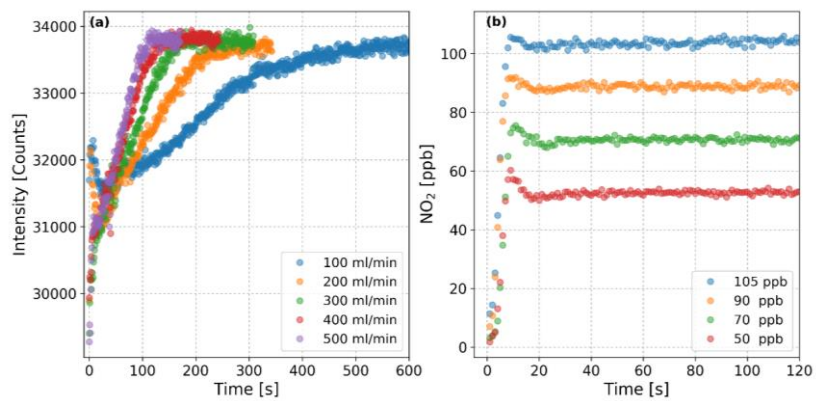 (a)
34000
33000
32000
31000
30000
Intensity [Counts]
0 100 200 300 400 500 600
Time [s]
100 ml/min
200 ml/min
300 ml/min
400 ml/min
500 ml/min
(b)
100
80
60
40
20
0
NO₂ [ppb]
0 20 40 60 80 100 120
Time [s]
105 ppb
90 ppb
70 ppb
50 ppb